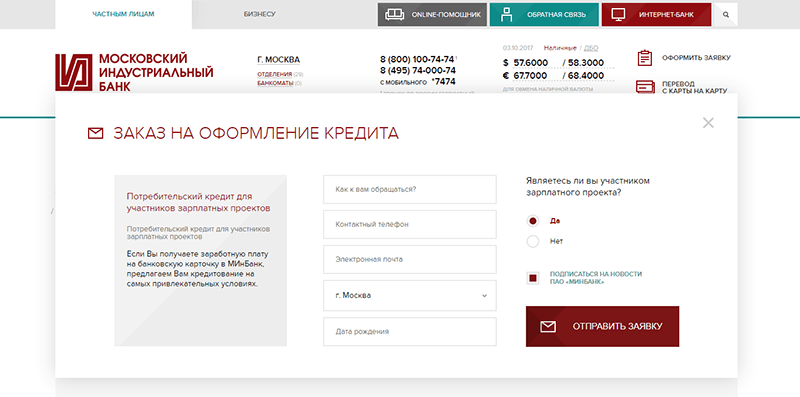 ЧАСТНЫМ ЛИЦАМ
БИЗНЕСУ
ONLINE-ПОМОЩНИК
ОБРАТНАЯ СВЯЗЬ
ИНТЕРНЕТ-БАНК
МОСКОВСКИЙ
ИНДУСТРИАЛЬНЫЙ
БАНК
Г. МОСКВА
ОТДЕЛЕНИЯ (29)
БАНКОМАТЫ (0)
8 (800) 100-74-74
8 (495) 74-000-74
с мобильного *7474
03.10.2017 Наличные / ДБО
$ 57.6000 / 58.3000
€ 67.7000 / 68.4000
ДЛЯ ОБМЕНА НАЛИЧНОЙ ВАЛЮТЫ
ОФОРМИТЬ ЗАЯВКУ
ПЕРЕВОД
С КАРТЫ НА КАРТУ
ЗАКАЗ НА ОФОРМЛЕНИЕ КРЕДИТА
Потребительский кредит для
участников зарплатных проектов
Потребительский кредит для участников
зарплатных проектов
Если Вы получаете заработную плату
на банковскую карточку в МИнБанк,
предлагаем Вам кредитование на
самых привлекательных условиях.
Как к вам обращаться?
Контактный телефон
Электронная почта
г. Москва
Дата рождения
Являетесь ли вы участником
зарплатного проекта?
Да
Нет
ПОДПИСАТЬСЯ НА НОВОСТИ
ПАО «МИНБАНК»
ОТПРАВИТЬ ЗАЯВКУ